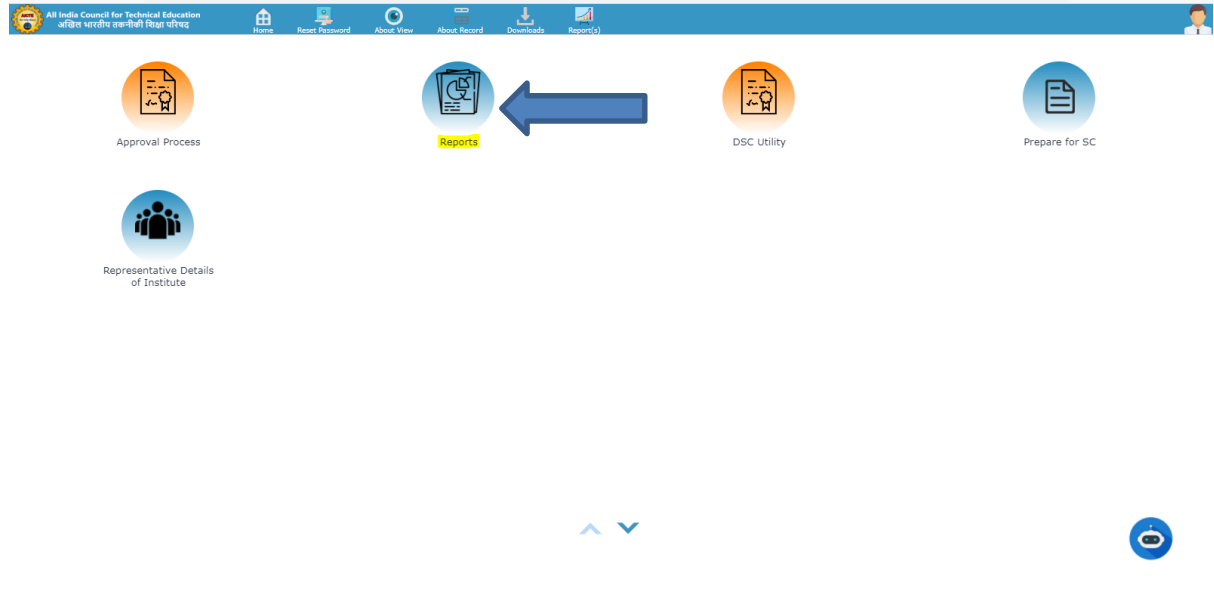 All India Council for Technical Education
अखिल भारतीय तकनीकी शिक्षा परिषद
Home
Reset Password
About View
About Record
Downloads
Report(s)
Approval Process
Reports
DSC Utility
Prepare for SC
Representative Details
of Institute